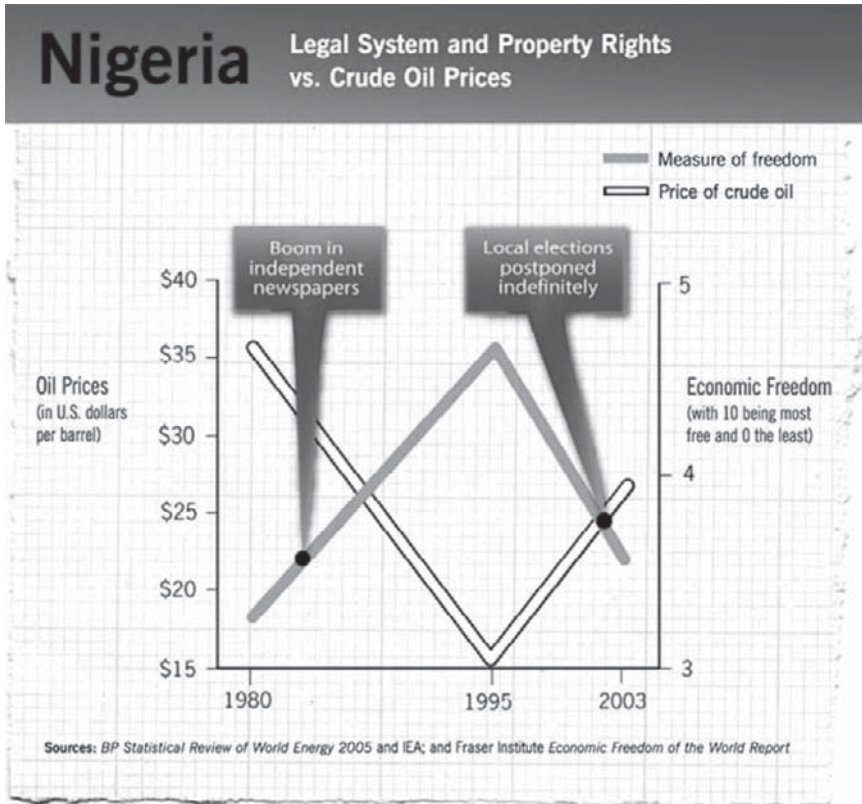 Nigeria
Legal System and Property Rights
vs. Crude Oil Prices
Measure of freedom
Price of crude oil
Boom in
independent
newspapers
Local elections
postponed
indefinitely
$40
$35
$30
$25
$20
$15
Oil Prices
(in U.S. dollars
per barrel)
5
4
3
Economic Freedom
(with 10 being most
free and 0 the least)
1980
1995
2003
Sources: BP Statistical Review of World Energy 2005 and IEA; and Fraser Institute Economic Freedom of the World Report